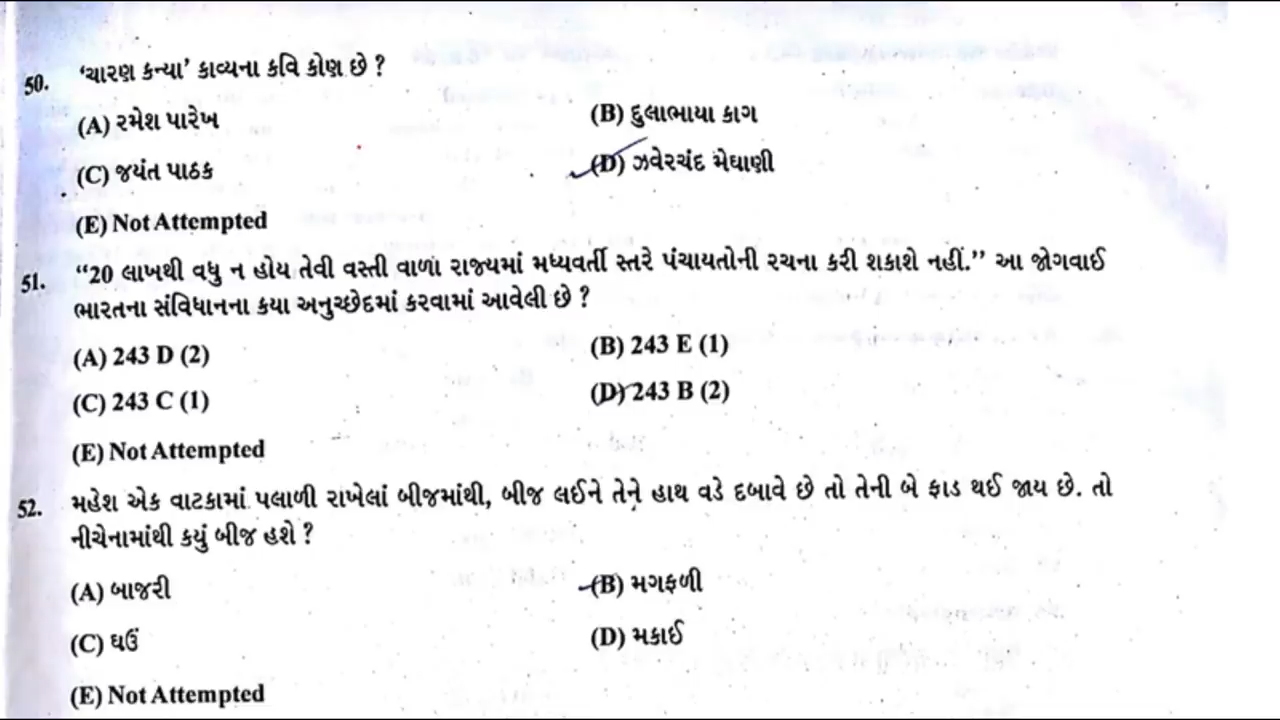 50. ‘ચારણ કન્યા’ કાવ્યના કવિ કોણ છે ?
(A) રમેશ પારેખ (B) દુલાભાયા કાગ
(C) જયંત પાઠક (D) ઝવેરચંદ મેઘાણી
(E) Not Attempted
51. “20 લાખથી વધુ ન હોય તેવી વસ્તી વાળા રાજ્યમાં મધ્યવર્તી સ્તરે પંચાયતોની રચના કરી શકાશે નહીં.” આ જોગવાઈ
ભારતના સંવિધાનના કયા અનુચ્છેદમાં કરવામાં આવેલી છે ?
(A) 243 D (2) (B) 243 E (1)
(C) 243 C (1) (D) 243 B (2)
(E) Not Attempted
52. મહેશ એક વાટકામાં પલાળી રાખેલાં બીજમાંથી, બીજ લઈને તેને હાથ વડે દબાવે છે તો તેની બે ફાડ થઈ જાય છે. તો
નીચેનામાંથી કયું બીજ હશે ?
(A) બાજરી (B) મગફળી
(C) ઘઉં (D) મકાઈ
(E) Not Attempted